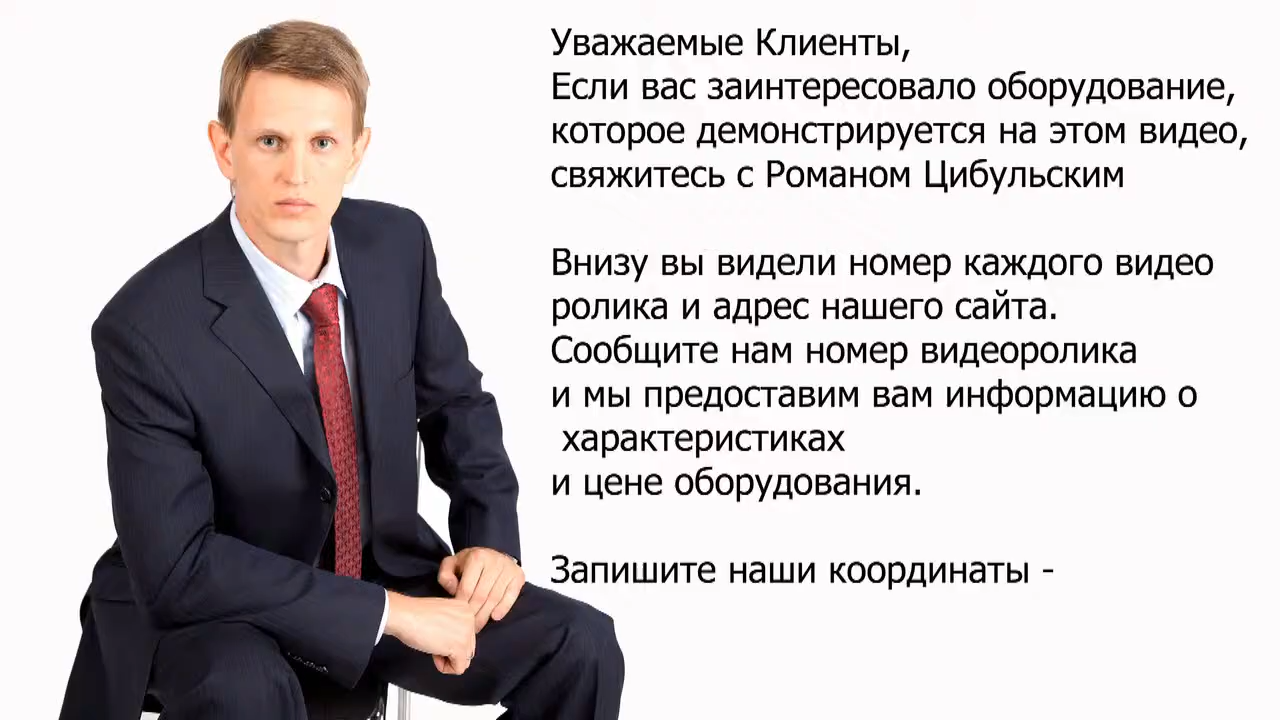 Уважаемые Клиенты,
Если вас заинтересовало оборудование,
которое демонстрируется на этом видео,
свяжитесь с Романом Цибульским
Внизу вы видели номер каждого видео
ролика и адрес нашего сайта.
Сообщите нам номер видеоролика
и мы предоставим вам информацию о
характеристиках
и цене оборудования.
Запишите наши координаты -